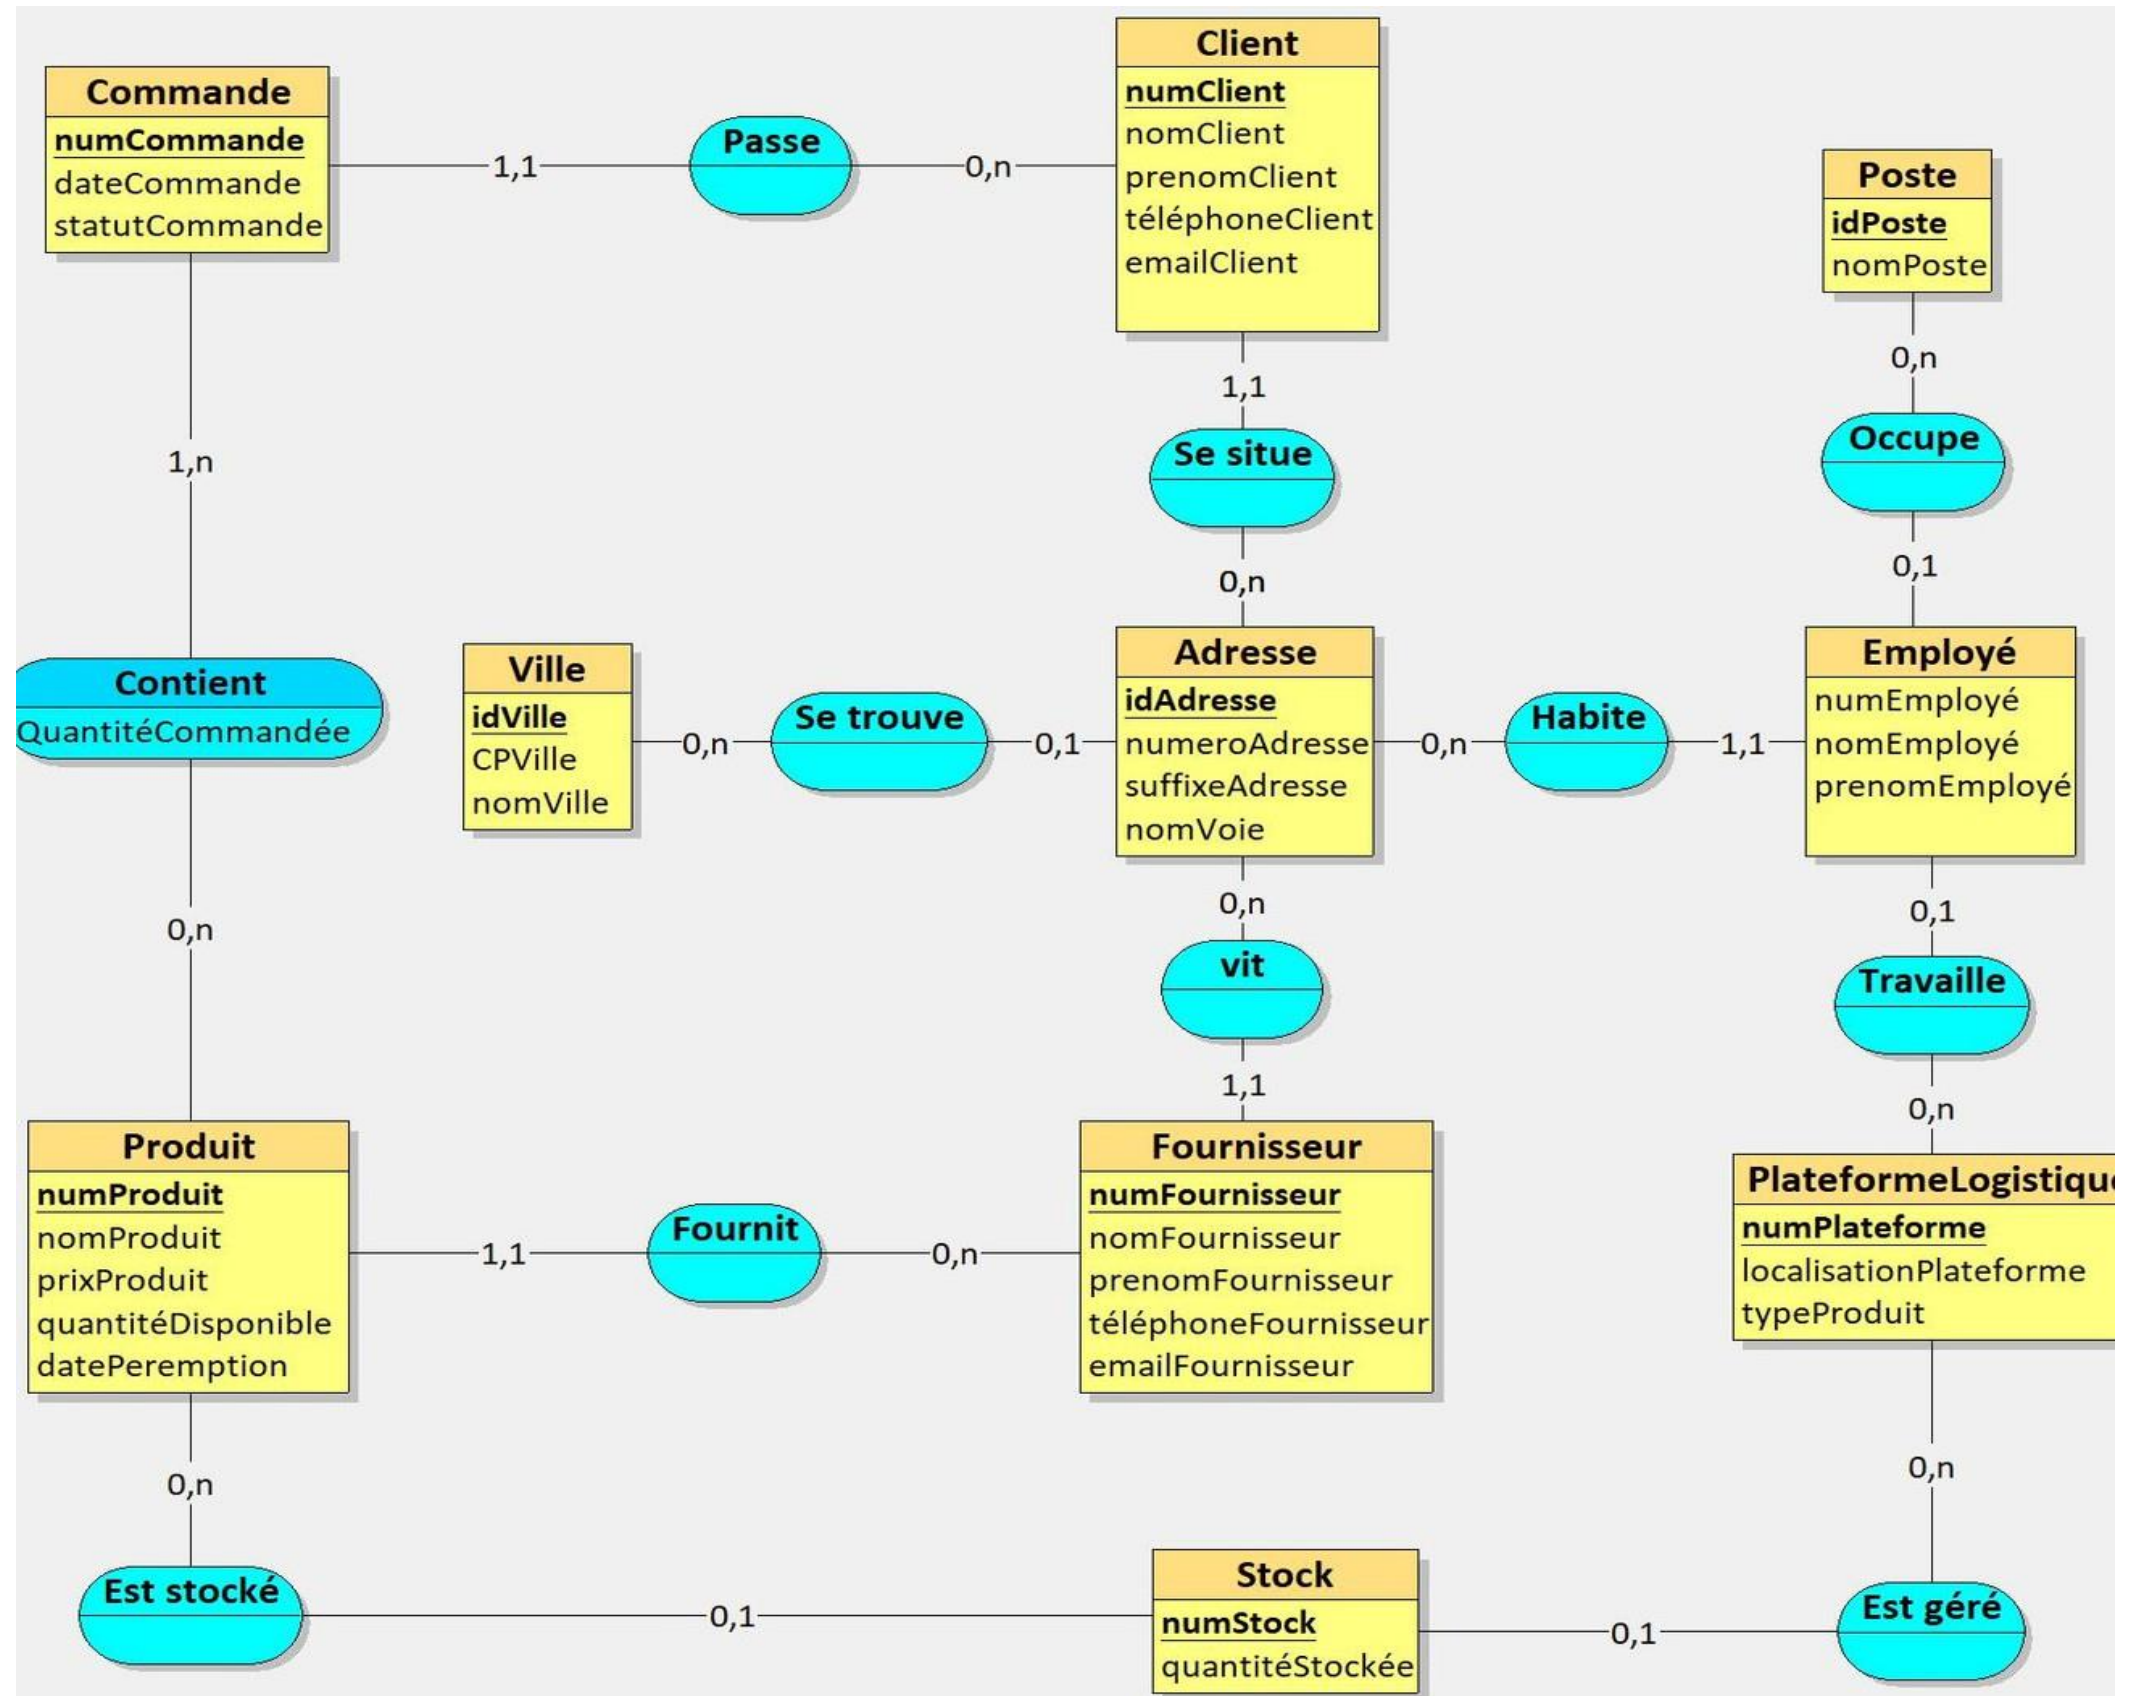 Client
numClient
nomClient
prenomClient
téléphoneClient
emailClient
Commande
numCommande
dateCommande
statutCommande
1,1
Passe
0,n
Poste
idPoste
nomPoste
0,n
1,1
Occupe
Se situe
1,n
0,1
0,n
Contient
QuantitéCommandée
Ville
idVille
CPVille
nomVille
0,n
Se trouve
0,1
Adresse
idAdresse
numeroAdresse
suffixeAdresse
nomVoie
0,n
Habite
1,1
Employé
numEmployé
nomEmployé
prenomEmployé
0,n
0,n
0,1
vit
Travaille
1,1
0,n
Produit
numProduit
nomProduit
prixProduit
quantitéDisponible
datePeremption
1,1
Fournit
0,n
Fournisseur
numFournisseur
nomFournisseur
prenomFournisseur
téléphoneFournisseur
emailFournisseur
PlateformeLogistiqu
numPlateforme
localisationPlateforme
typeProduit
0,n
0,n
Est stocké
0,1
Stock
numStock
quantitéStockée
0,1
Est géré